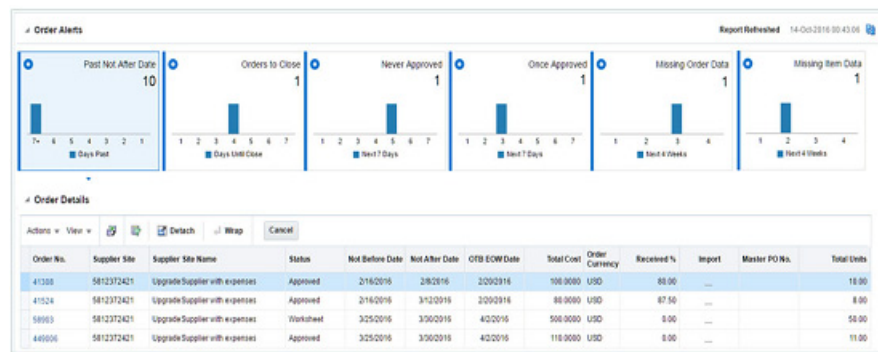 Order Alerts
Report Refreshed 14-Oct-2016 00:43:06
Past Not After Date
10
7+ 6 5 4 3 2 1
Days Past
Orders to Close
1
1 2 3 4 5 6 7
Days Until Close
Never Approved
1
1 2 3 4 5 6 7
Next 7 Days
Once Approved
1
1 2 3 4 5 6 7
Next 7 Days
Missing Order Data
1
1 2 3 4
Next 4 Weeks
Missing Item Data
1
1 2 3 4
Next 4 Weeks
Order Details
Actions View Detach Wrap Cancel
Order No. Supplier Site Supplier Site Name Status Not Before Date Not After Date OTB EOW Date Total Cost Order Currency Received % Import Master PO No. Total Units
41388 5812372421 Upgrade Supplier with expenses Approved 2/16/2016 2/8/2016 2/20/2016 100.0000 USD 80.00 ... 10.00
41524 5812372421 Upgrade Supplier with expenses Approved 2/16/2016 3/12/2016 2/20/2016 80.0000 USD 87.50 ... 8.00
58983 5812372421 Upgrade Supplier with expenses Worksheet 3/25/2016 3/30/2016 4/2/2016 500.0000 USD 0.00 ... 50.00
449006 5812372421 Upgrade Supplier with expenses Approved 3/25/2016 3/30/2016 4/2/2016 110.0000 USD 0.00 ... 11.00